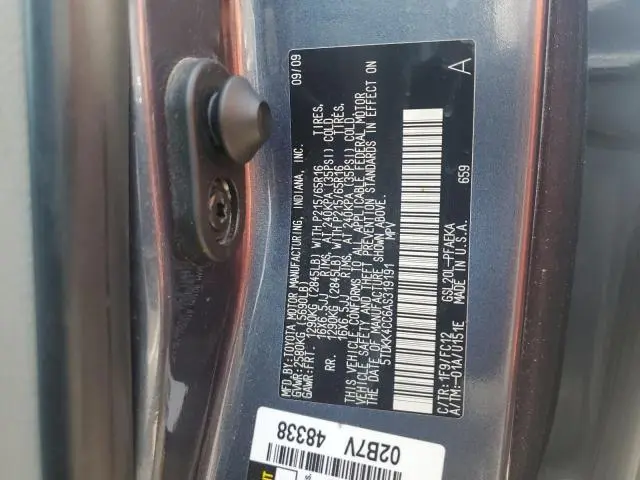 MFD.BY:TOYOTA MOTOR MANUFACTURING, INDIANA, INC. 09/09
GVWR:2580KG (5690LB)
GAWR:FRT. 1290KG (2845LB) WITH P215/65R16 TIRES,
16X6.5JJ RIMS, AT 240KPA (35PSI) COLD.
RR. 1290KG (2845LB) WITH P215/65R16 TIRES,
16X6.5JJ RIMS, AT 240KPA (35PSI) COLD.
THIS VEHICLE CONFORMS TO ALL APPLICABLE FEDERAL MOTOR
VEHICLE SAFETY AND THEFT PREVENTION STANDARDS IN EFFECT ON
THE DATE OF MANUFACTURE SHOWN ABOVE.
5TDKK4CC6AS319191 MPV
659
A
C/TR:1F9/FC12 GSL20L-PFAEKA
A/TM:-01A/U151E MADE IN U.S.A.
02B7V
48338